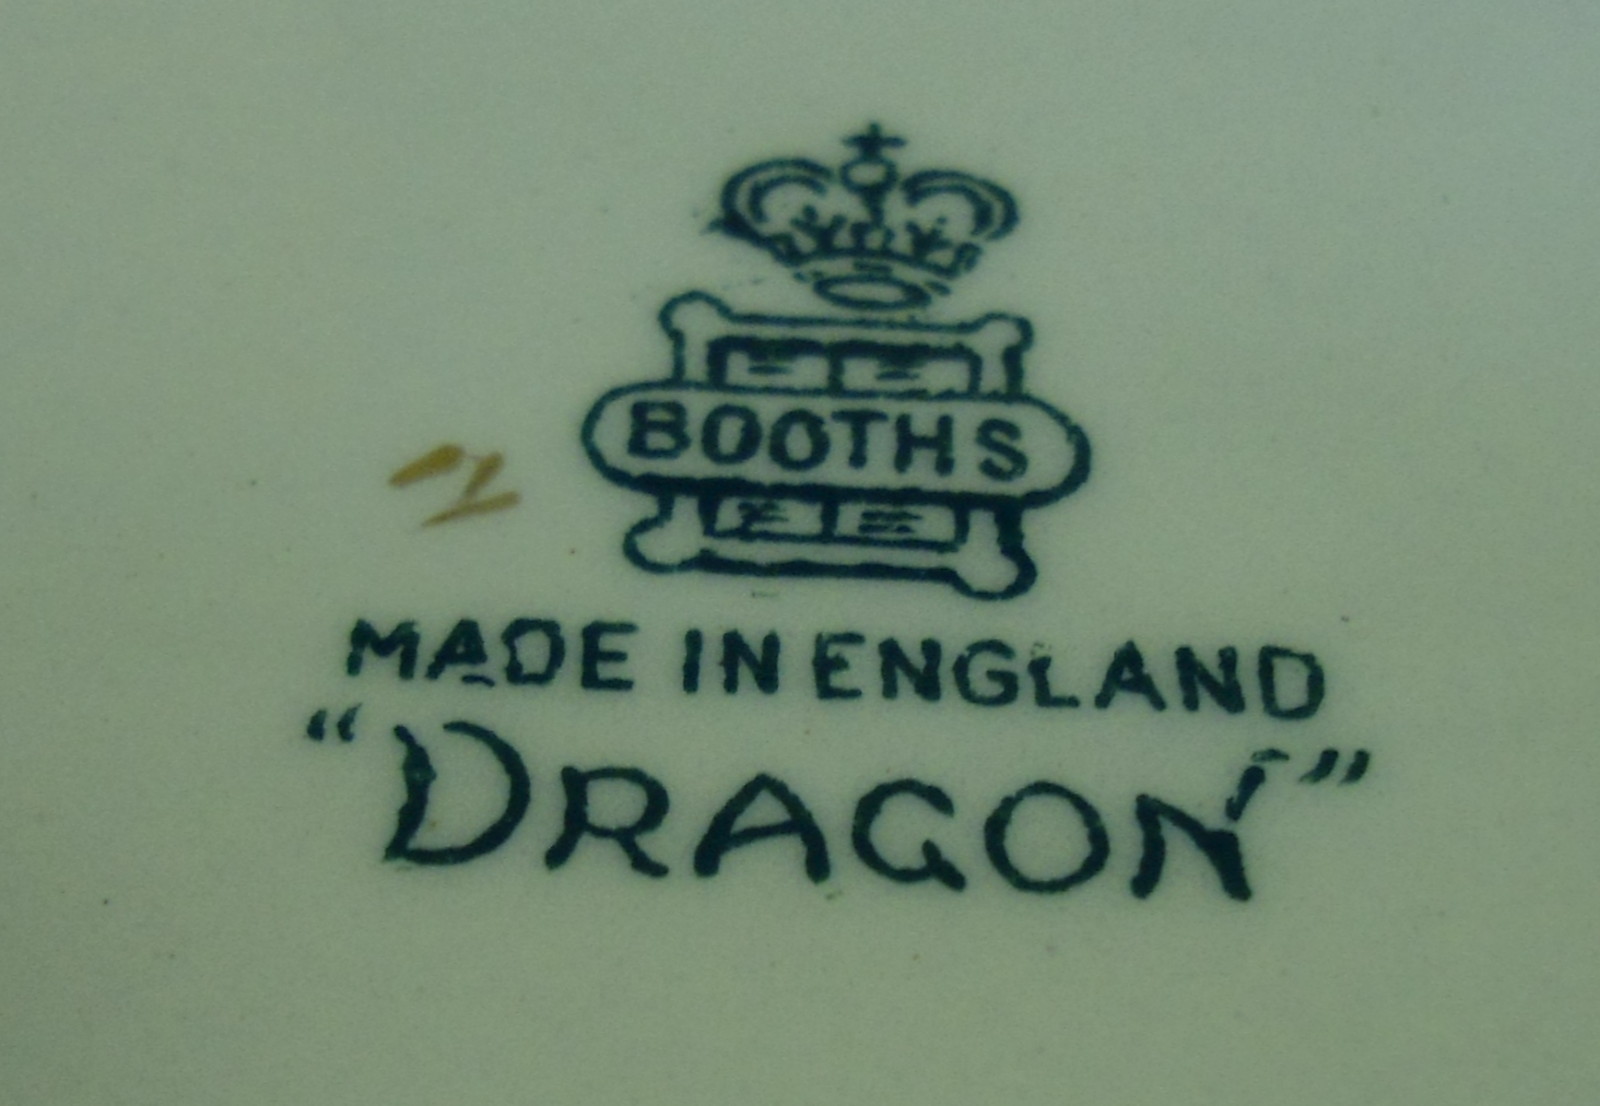 BOOTHS
MADE IN ENGLAND
“DRAGON”